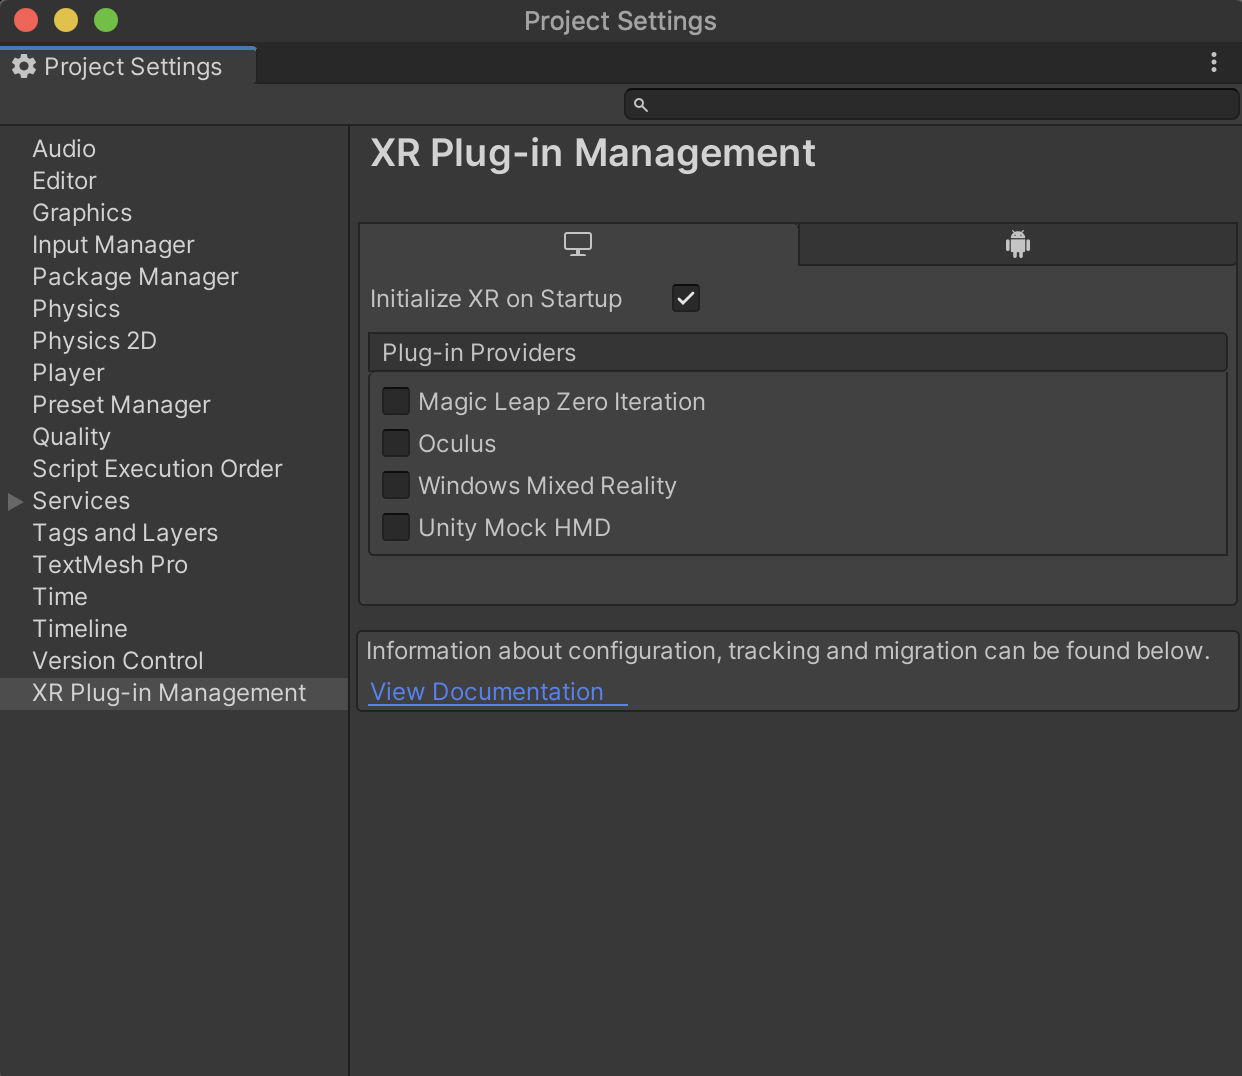 Project Settings
Project Settings
Audio
Editor
Graphics
Input Manager
Package Manager
Physics
Physics 2D
Player
Preset Manager
Quality
Script Execution Order
Services
Tags and Layers
TextMesh Pro
Time
Timeline
Version Control
XR Plug-in Management
XR Plug-in Management
Initialize XR on Startup
Plug-in Providers
Magic Leap Zero Iteration
Oculus
Windows Mixed Reality
Unity Mock HMD
Information about configuration, tracking and migration can be found below.
View Documentation